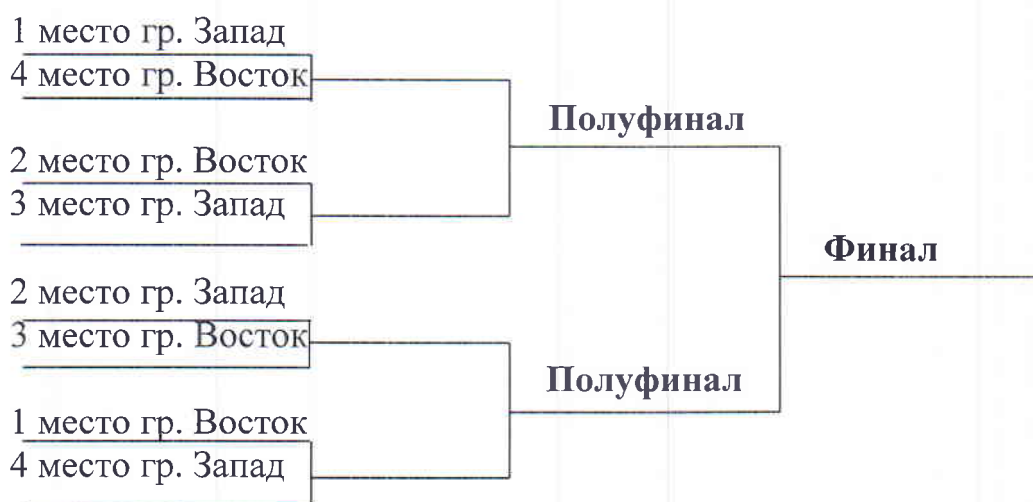 1 место гр. Запад
4 место гр. Восток
Полуфинал
2 место гр. Восток
3 место гр. Запад
Финал
2 место гр. Запад
3 место гр. Восток
Полуфинал
1 место гр. Восток
4 место гр. Запад